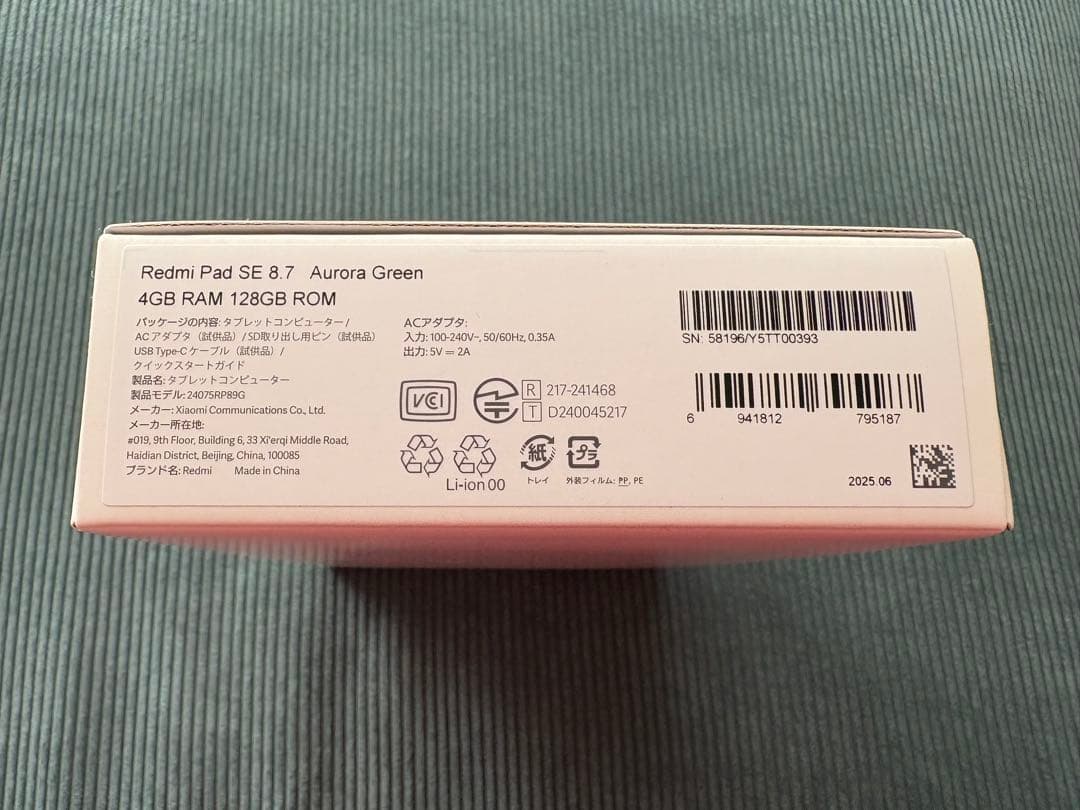 Redmi Pad SE 8.7 Aurora Green
4GB RAM 128GB ROM
パッケージの内容: タブレットコンピューター /
ACアダプタ（試供品）/ SD取り出し用ピン（試供品）
USB Type-C ケーブル（試供品）/
クイックスタートガイド
製品名: タブレットコンピューター
製品モデル: 24075RP89G
メーカー: Xiaomi Communications Co., Ltd.
メーカー所在地:
#019, 9th Floor, Building 6, 33 Xi'erqi Middle Road,
Haidian District, Beijing, China, 100085
ブランド名: Redmi Made in China
ACアダプタ:
入力: 100-240V~, 50/60Hz, 0.35A
出力: 5V = 2A
VCCI
R 217-241468
T D240045217
Li-ion 00
紙
トレイ
プラ
外装フィルム: PP, PE
SN: 58196/Y5TT00393
6 941812 795187
2025.06